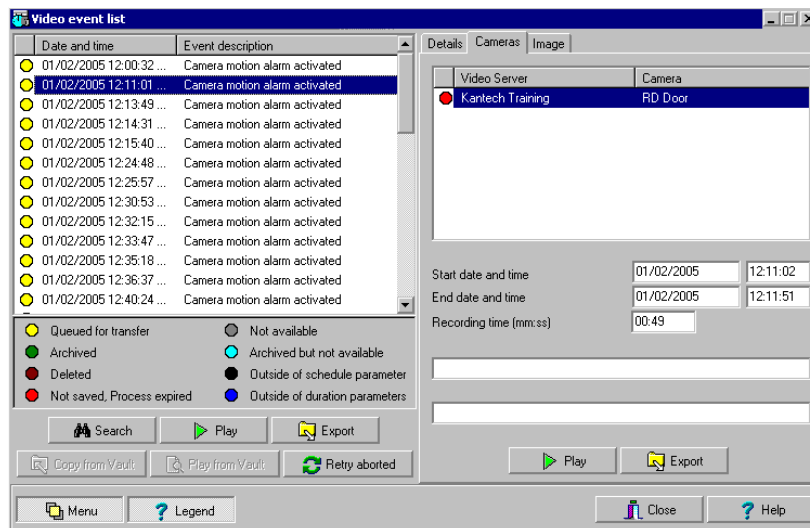 Video event list
Date and time Event description
01/02/2005 12:00:32 ... Camera motion alarm activated
01/02/2005 12:11:01 ... Camera motion alarm activated
01/02/2005 12:13:49 ... Camera motion alarm activated
01/02/2005 12:14:31 ... Camera motion alarm activated
01/02/2005 12:15:40 ... Camera motion alarm activated
01/02/2005 12:24:48 ... Camera motion alarm activated
01/02/2005 12:25:57 ... Camera motion alarm activated
01/02/2005 12:30:53 ... Camera motion alarm activated
01/02/2005 12:32:15 ... Camera motion alarm activated
01/02/2005 12:33:47 ... Camera motion alarm activated
01/02/2005 12:35:18 ... Camera motion alarm activated
01/02/2005 12:36:37 ... Camera motion alarm activated
01/02/2005 12:40:24 ... Camera motion alarm activated
Queued for transfer Not available
Archived Archived but not available
Deleted Outside of schedule parameter
Not saved, Process expired Outside of duration parameters
Search Play Export
Copy from Vault Play from Vault Retry aborted
Details Cameras Image
Video Server Camera
Kantech Training RD Door
Start date and time 01/02/2005 12:11:02
End date and time 01/02/2005 12:11:51
Recording time (mm:ss) 00:49
Play Export
Menu Legend Close Help